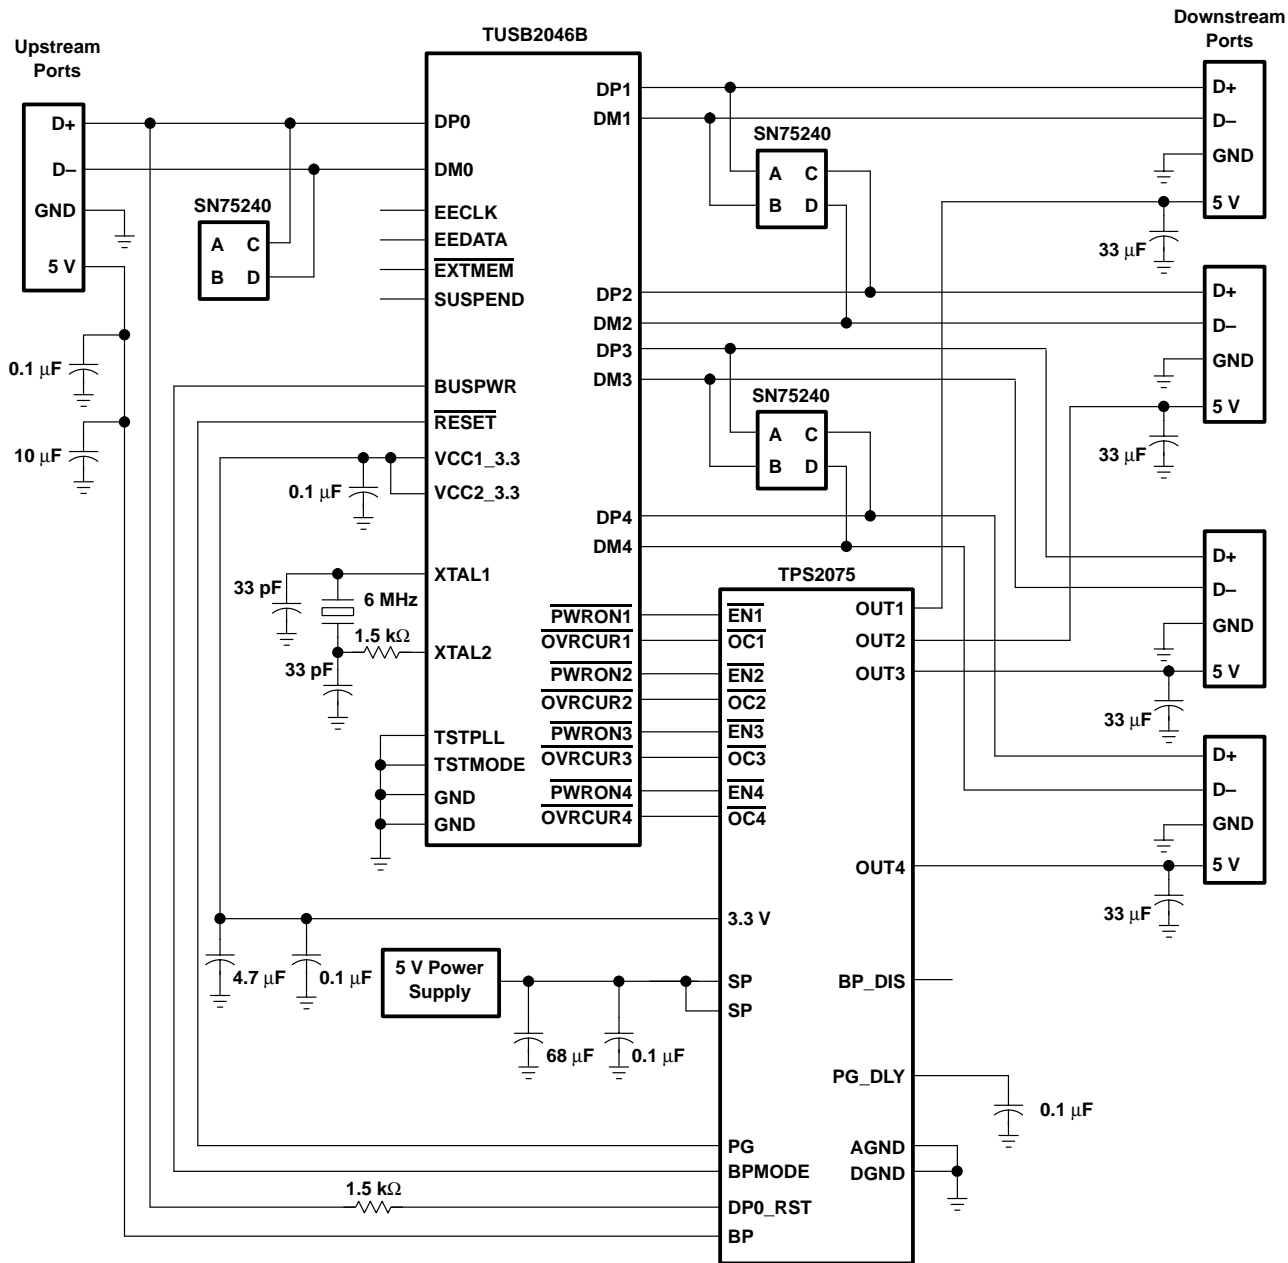 Upstream
Ports
D+
D–
GND
5 V
0.1 μF
10 μF
SN75240
A C
B D
TUSB2046B
DP0
DM0
EECLK
EEDATA
EXTMEM
SUSPEND
BUSPWR
RESET
VCC1_3.3
VCC2_3.3
0.1 μF
XTAL1
33 pF
6 MHz
1.5 kΩ
XTAL2
33 pF
TSTPLL
TSTMODE
GND
GND
DP1
DM1
DP2
DM2
DP3
DM3
DP4
DM4
PWRON1
OVRCUR1
PWRON2
OVRCUR2
PWRON3
OVRCUR3
PWRON4
OVRCUR4
SN75240
A C
B D
SN75240
A C
B D
TPS2075
EN1
OC1
EN2
OC2
EN3
OC3
EN4
OC4
3.3 V
SP
SP
PG
BPMODE
DP0_RST
BP
OUT1
OUT2
OUT3
OUT4
BP_DIS
PG_DLY
AGND
DGND
4.7 μF
0.1 μF
5 V Power
Supply
68 μF
0.1 μF
1.5 kΩ
0.1 μF
Downstream
Ports
D+
D–
GND
5 V
33 μF
D+
D–
GND
5 V
33 μF
D+
D–
GND
5 V
33 μF
D+
D–
GND
5 V
33 μF